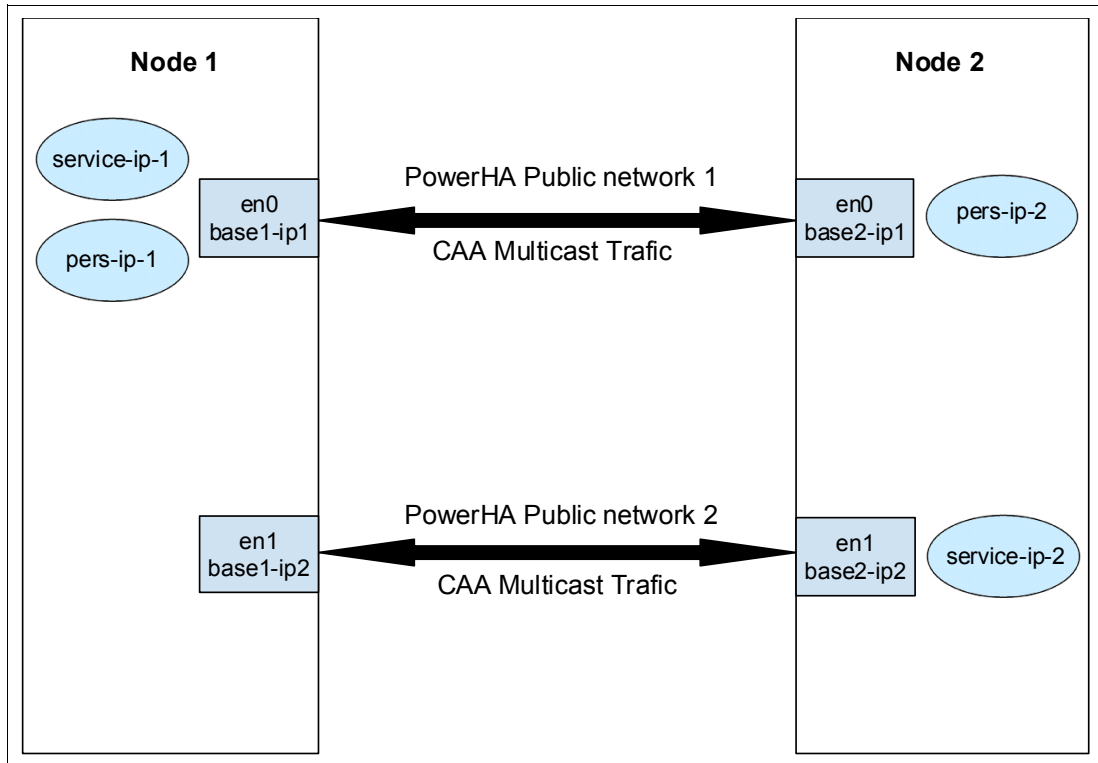 Node 1
service-ip-1
pers-ip-1
en0
base1-ip1
PowerHA Public network 1
CAA Multicast Trafic
Node 2
en0
base2-ip1
pers-ip-2
en1
base1-ip2
PowerHA Public network 2
CAA Multicast Trafic
en1
base2-ip2
service-ip-2